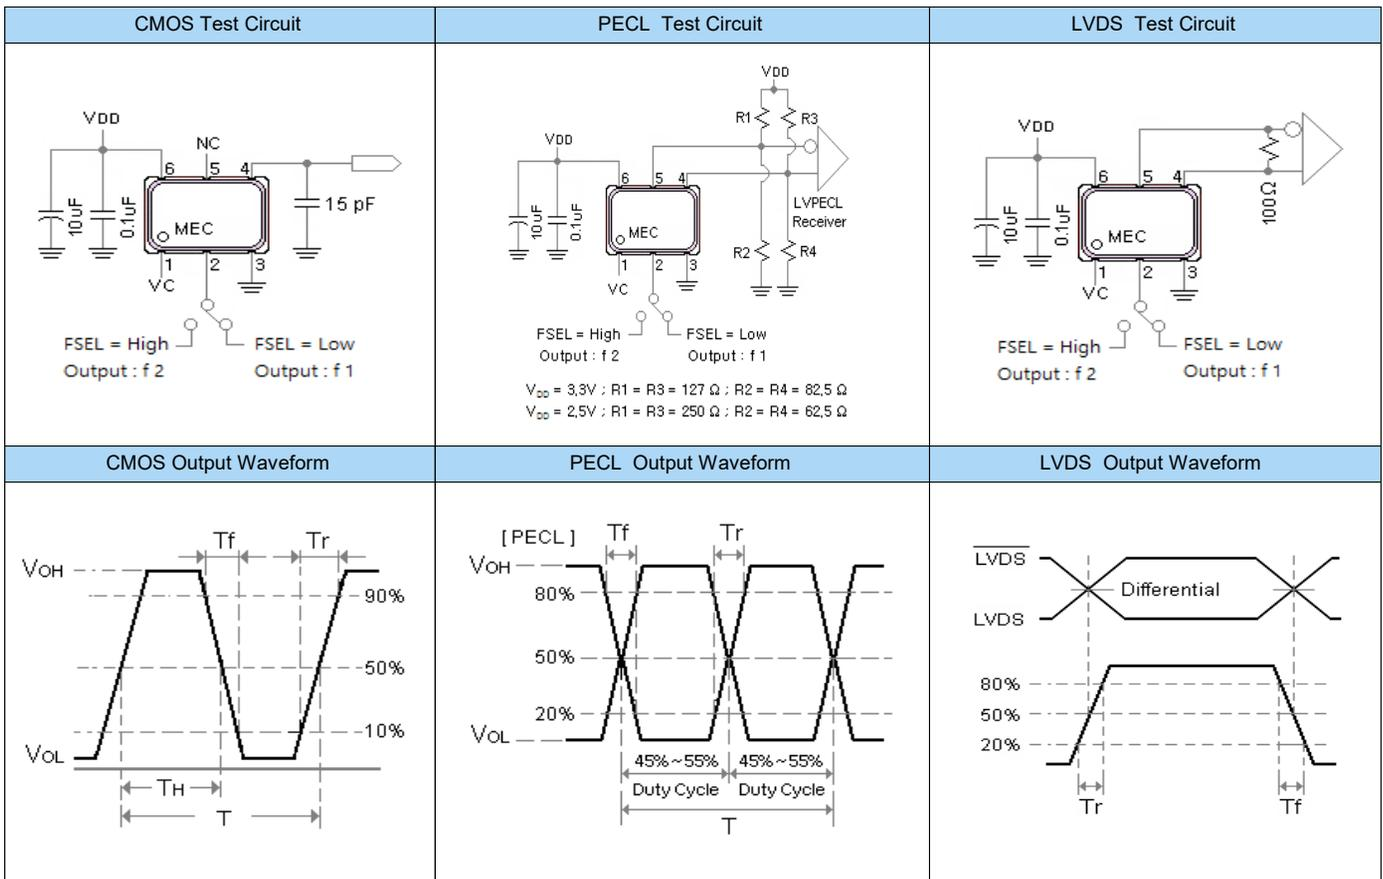 CMOS Test Circuit
PECL Test Circuit
LVDS Test Circuit
VDD
NC
6
5
4
10uF
0.1uF
MEC
15 pF
1
2
3
VC
FSEL = High
FSEL = Low
Output : f 2
Output : f 1
VDD
R1
R3
VDD
6
5
4
10uF
0.1uF
MEC
LVPECL
Receiver
R2
R4
1
2
3
VC
FSEL = High
FSEL = Low
Output : f 2
Output : f 1
VDD = 3,3V ; R1 = R3 = 127 Ω ; R2 = R4 = 82,5 Ω
VDD = 2,5V ; R1 = R3 = 250 Ω ; R2 = R4 = 62,5 Ω
VDD
6
5
4
10uF
0.1uF
MEC
100Ω
1
2
3
VC
FSEL = High
FSEL = Low
Output : f 2
Output : f 1
CMOS Output Waveform
PECL Output Waveform
LVDS Output Waveform
Tf
Tr
VOH
90%
50%
10%
VOL
TH
T
[ PECL ]
Tf
Tr
VOH
80%
50%
20%
VOL
45%~55%
45%~55%
Duty Cycle
Duty Cycle
T
LVDS
Differential
LVDS
80%
50%
20%
Tr
Tf